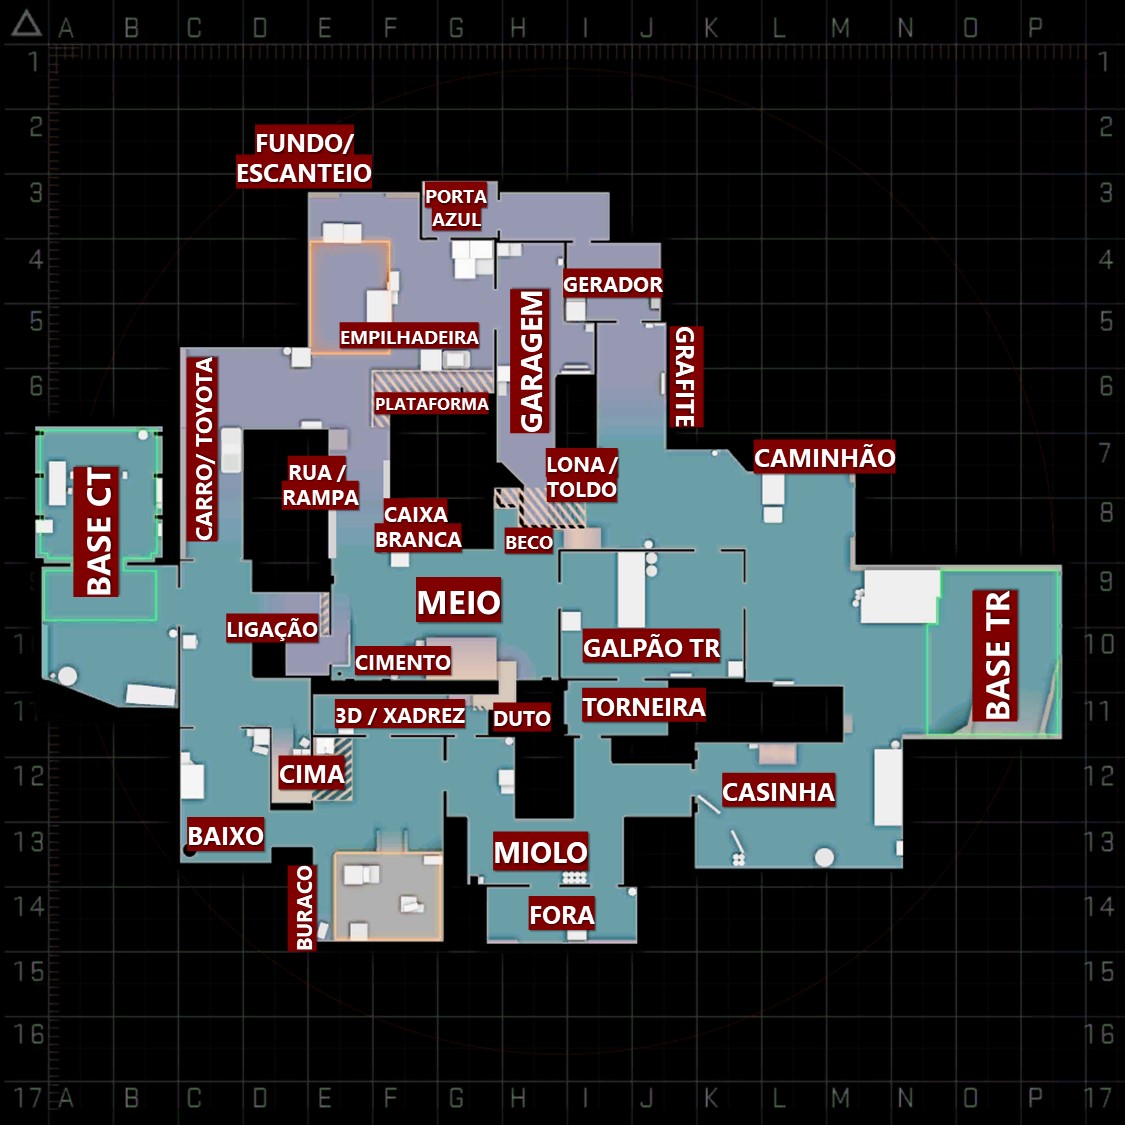 A B C D E F G H I J K L M N O P
1 1
2 2
FUNDO/
ESCANTEIO
3 3
PORTA
AZUL
4 4
GERADOR
5 5
EMPILHADEIRA
GARAGEM
GRAFITE
6 6
CARRO/ TOYOTA
PLATAFORMA
7 7
CAMINHÃO
LONA /
TOLDO
RUA /
RAMPA
BASE CT
8 8
CAIXA
BRANCA
BECO
9 9
MEIO
BASE TR
LIGAÇÃO
10 10
GALPÃO TR
CIMENTO
11 11
TORNEIRA
3D / XADREZ
DUTO
12 12
CIMA
CASINHA
13 13
BAIXO
MIOLO
BURACO
14 14
FORA
15 15
16 16
17 A B C D E F G H I J K L M N O P 17